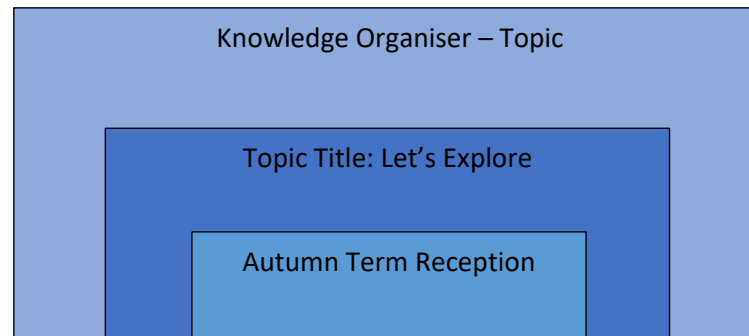 Knowledge Organiser – Topic
Topic Title: Let’s Explore
Autumn Term Reception